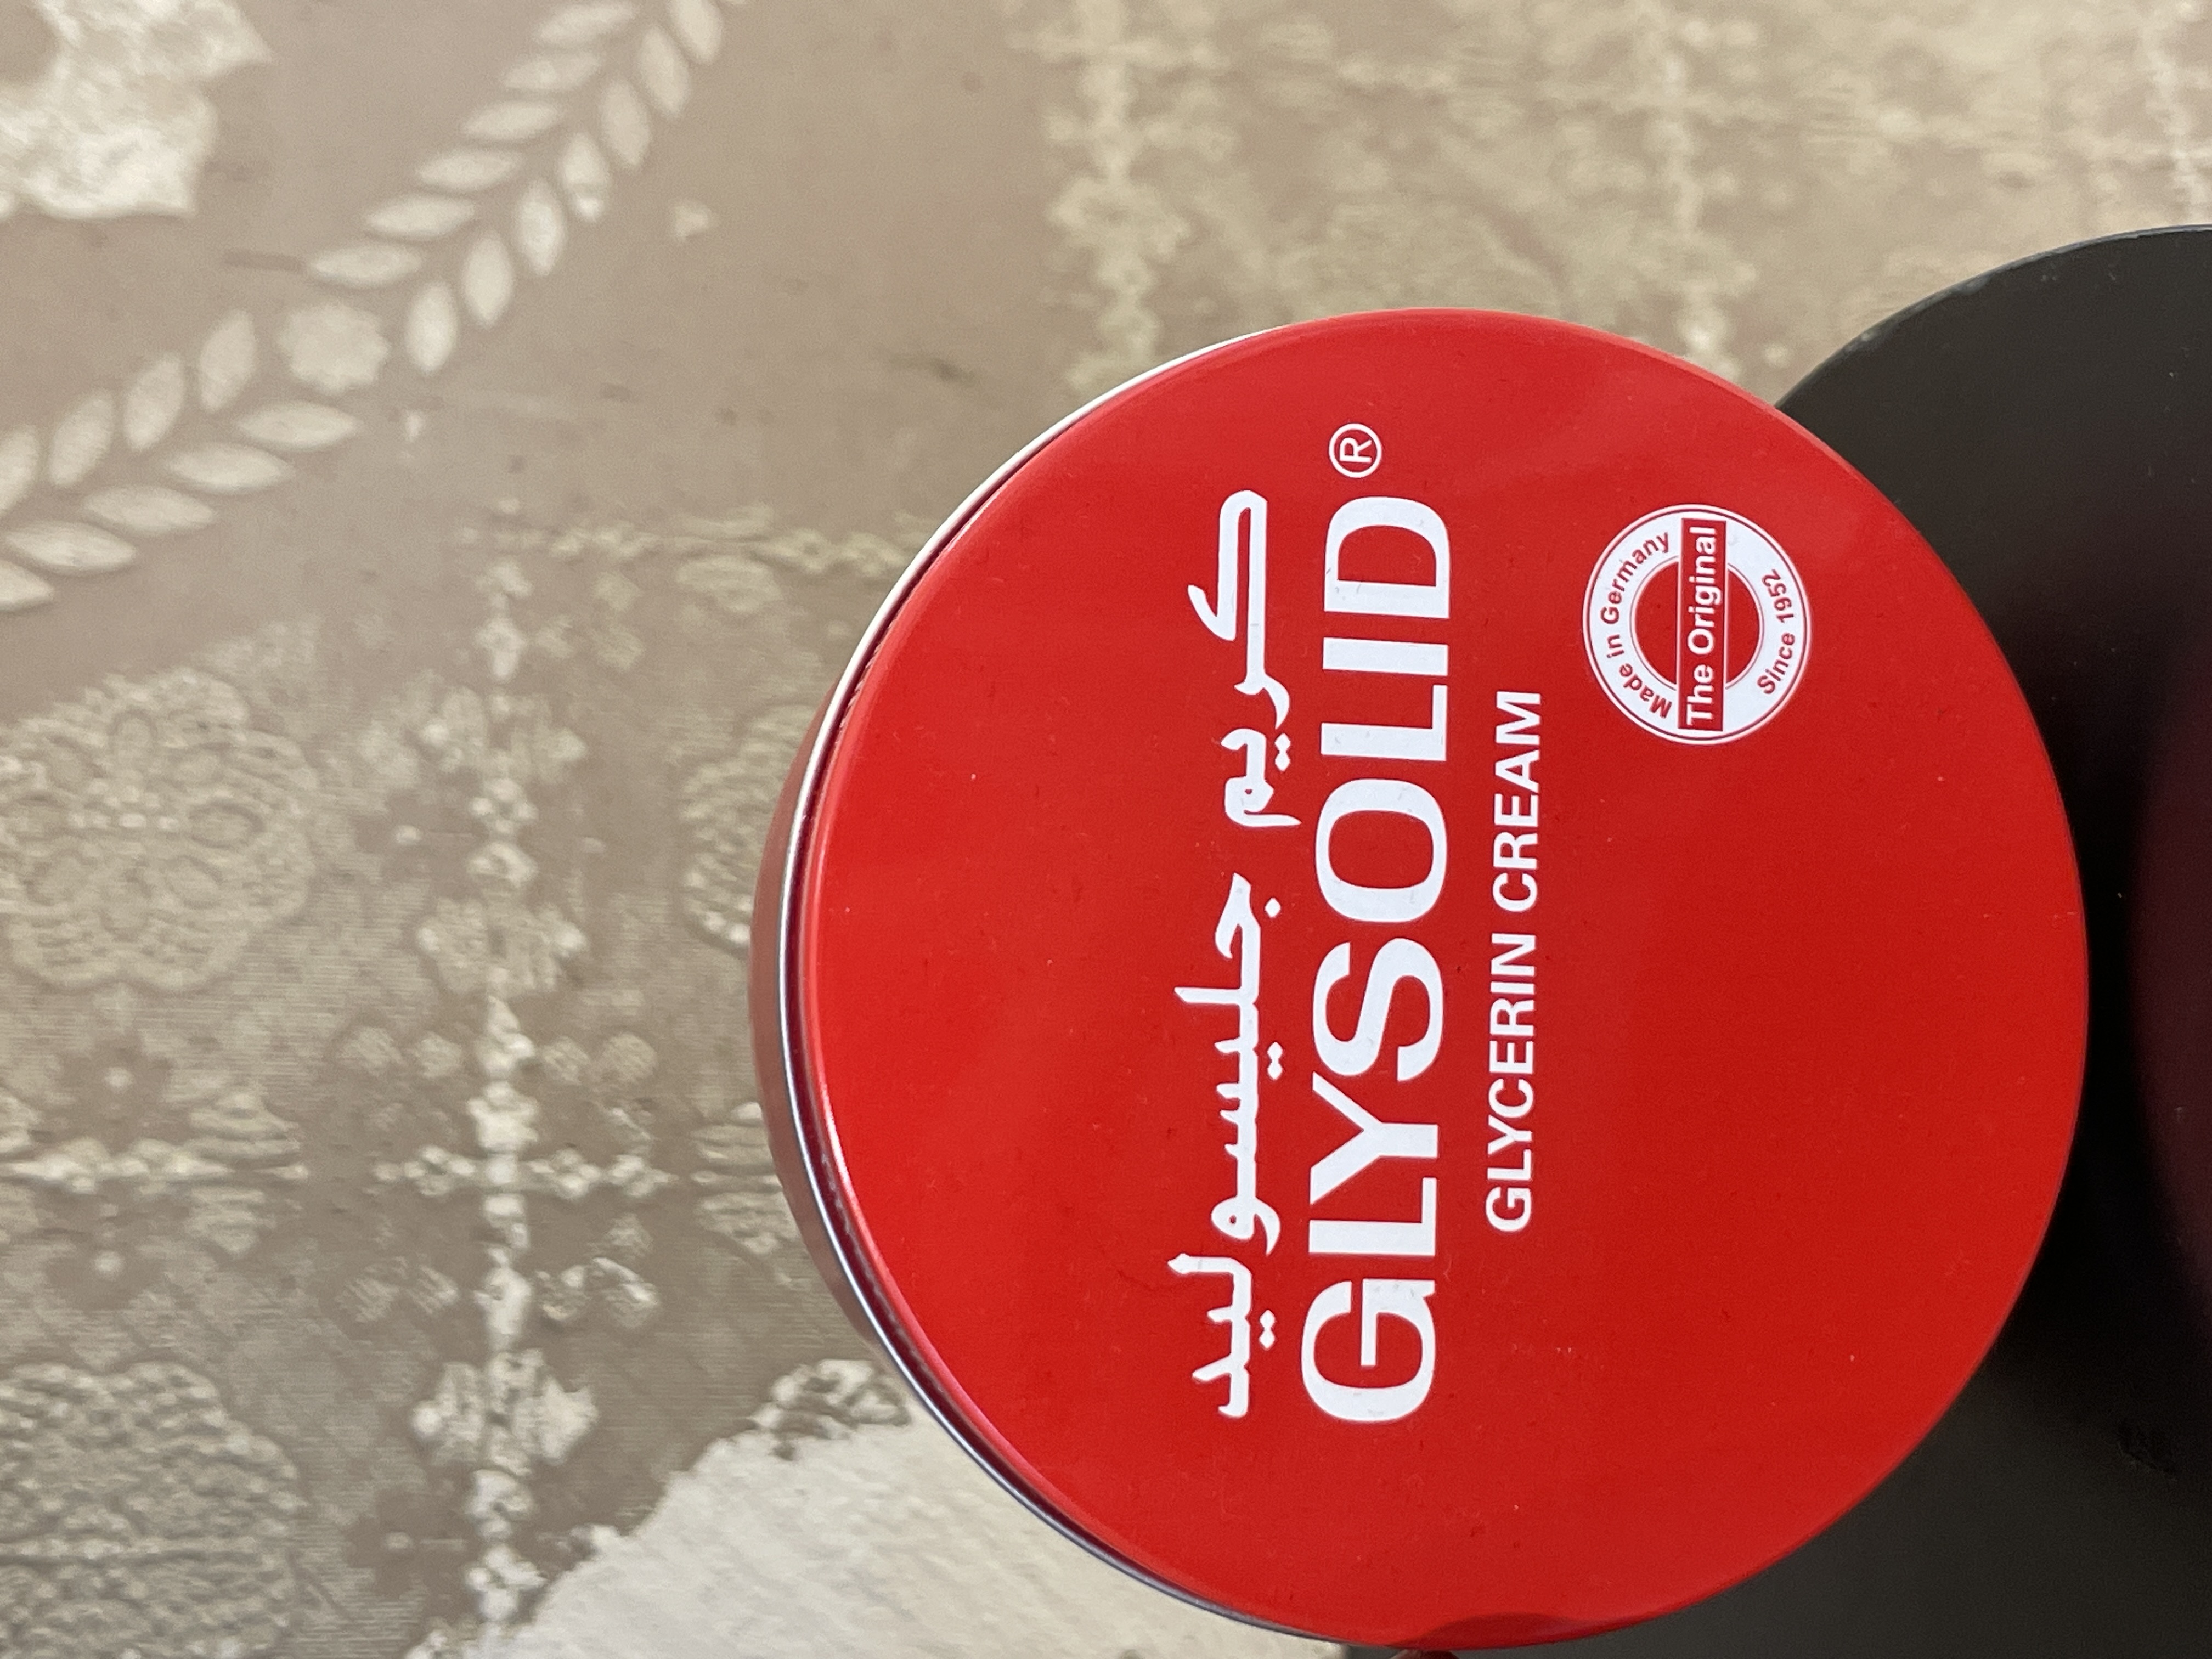 كريم جليسوليد
GLYSOLID®
GLYCERIN CREAM
Made in Germany
The Original
Since 1952